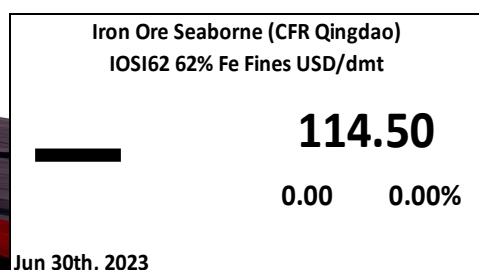 Iron Ore Seaborne (CFR Qingdao)
IOSI62 62% Fe Fines USD/dmt
114.50
0.00 0.00%
Jun 30th, 2023